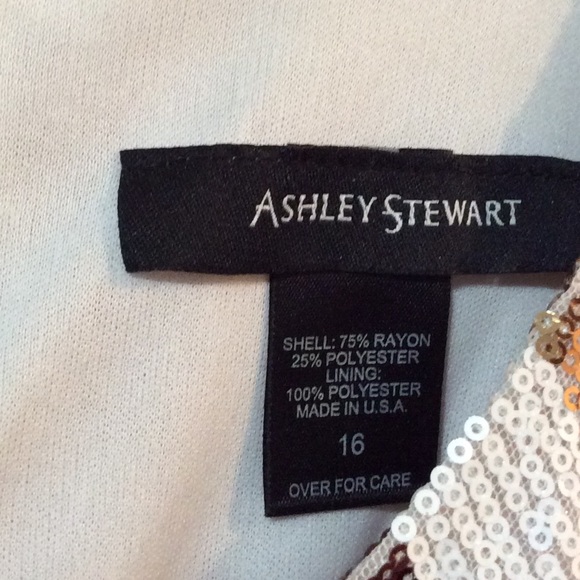 ASHLEY STEWART
SHELL: 75% RAYON
25% POLYESTER
LINING:
100% POLYESTER
MADE IN U.S.A.
16
OVER FOR CARE